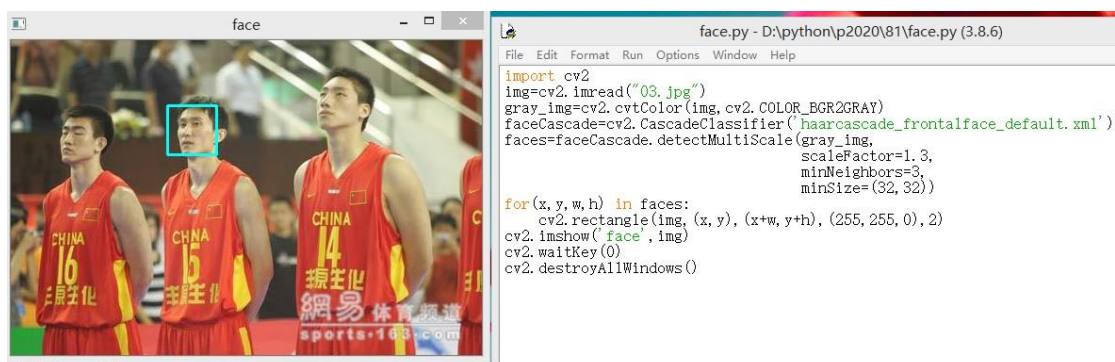 face
CHINA
16
CHINA
15
CHINA
14
網易体育频道
sports·163·com
face.py - D:\python\p2020\81\face.py (3.8.6)
File Edit Format Run Options Window Help
import cv2
img=cv2.imread("03.jpg")
gray_img=cv2.cvtColor(img,cv2.COLOR_BGR2GRAY)
faceCascade=cv2.CascadeClassifier('haarcascade_frontalface_default.xml')
faces=faceCascade.detectMultiScale(gray_img,
scaleFactor=1.3,
minNeighbors=3,
minSize=(32,32))
for(x,y,w,h) in faces:
cv2.rectangle(img,(x,y),(x+w,y+h),(255,255,0),2)
cv2.imshow('face',img)
cv2.waitKey(0)
cv2.destroyAllWindows()